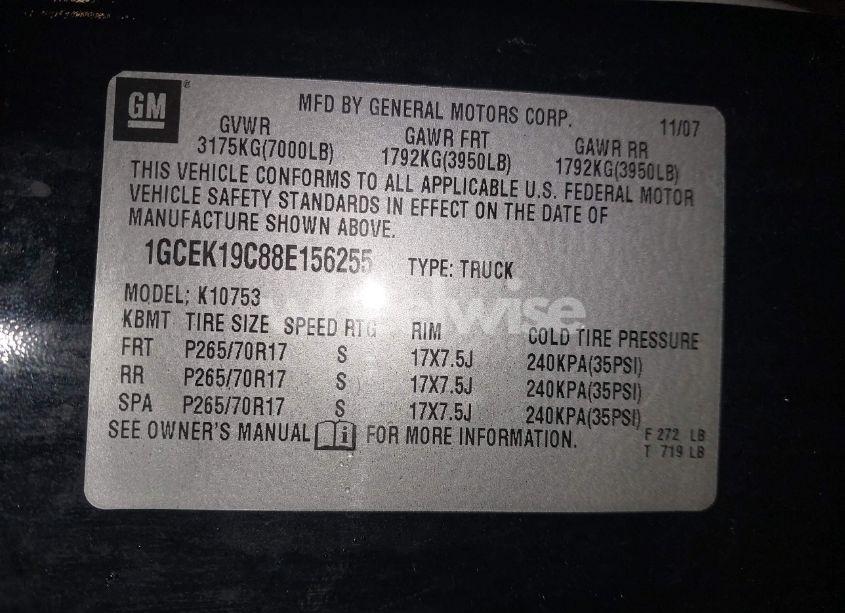 GM ®
MFD BY GENERAL MOTORS CORP. 11/07
GVWR GAWR FRT GAWR RR
3175KG(7000LB) 1792KG(3950LB) 1792KG(3950LB)
THIS VEHICLE CONFORMS TO ALL APPLICABLE U.S. FEDERAL MOTOR
VEHICLE SAFETY STANDARDS IN EFFECT ON THE DATE OF
MANUFACTURE SHOWN ABOVE.
1GCEK19C88E156255 TYPE: TRUCK
MODEL: K10753
KBMT TIRE SIZE SPEED RTG RIM COLD TIRE PRESSURE
FRT P265/70R17 S 17X7.5J 240KPA(35PSI)
RR P265/70R17 S 17X7.5J 240KPA(35PSI)
SPA P265/70R17 S 17X7.5J 240KPA(35PSI)
SEE OWNER'S MANUAL i FOR MORE INFORMATION.
F 272 LB
T 719 LB